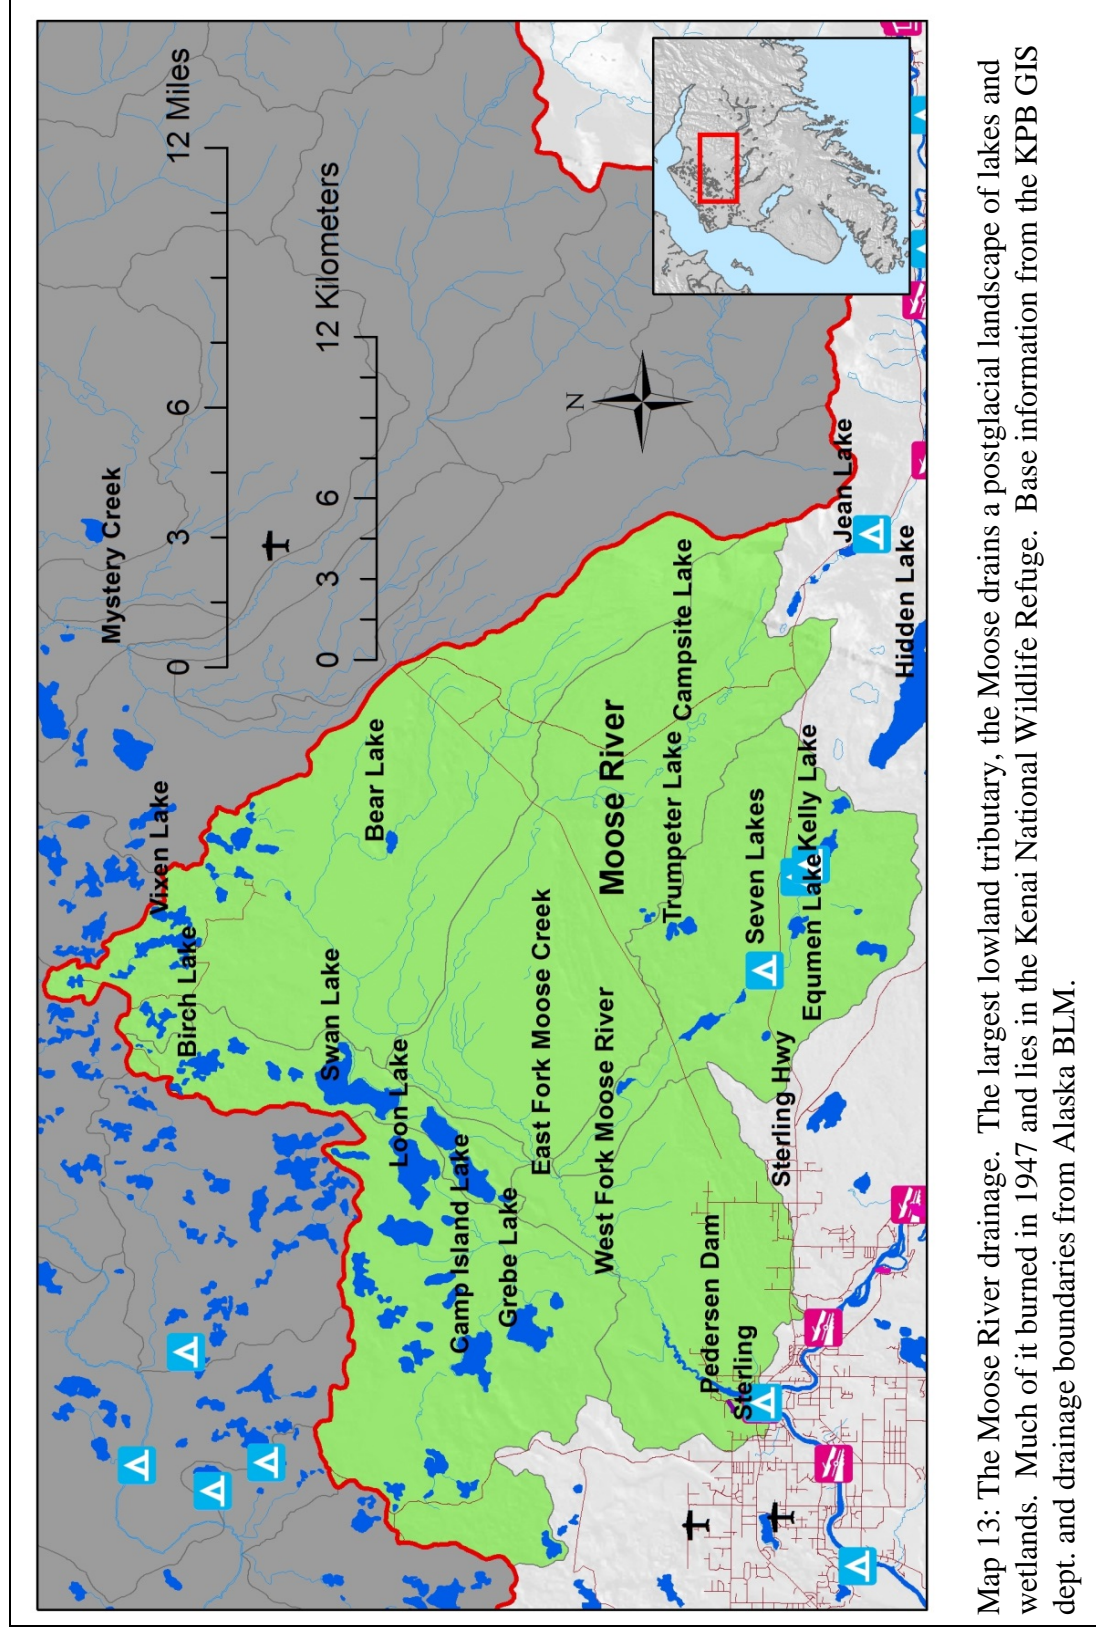 Mystery Creek
0
3
6
12 Miles
0
3
6
12 Kilometers
N
Vixen Lake
Birch Lake
Swan Lake
Bear Lake
Loon Lake
Camp Island Lake
Grebe Lake
East Fork Moose Creek
West Fork Moose River
Moose River
Trumpeter Lake
Campsite Lake
Seven Lakes
Kelly Lake
Equmen Lake
Jean Lake
Hidden Lake
Sterling Hwy
Pedersen Dam
Sterling
Map 13: The Moose River drainage. The largest lowland tributary, the Moose drains a postglacial landscape of lakes and
wetlands. Much of it burned in 1947 and lies in the Kenai National Wildlife Refuge. Base information from the KPB GIS
dept. and drainage boundaries from Alaska BLM.